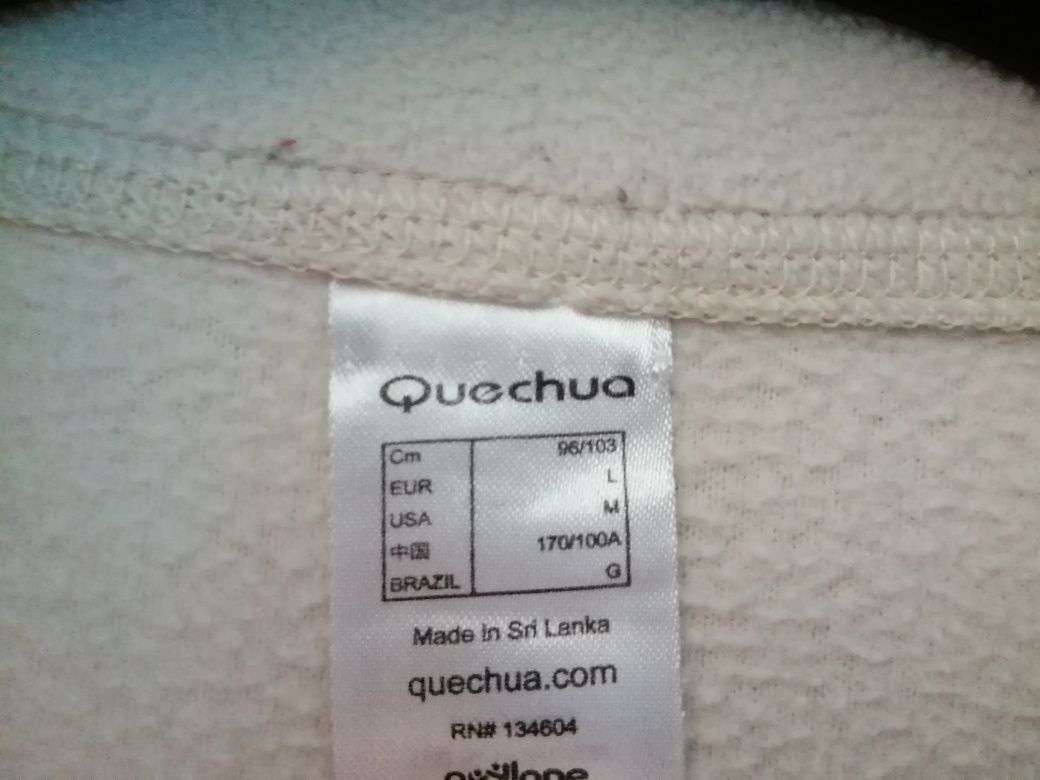 Quechua
Cm 96/103
EUR L
USA M
中国 170/100A
BRAZIL G
Made in Sri Lanka
quechua.com
RN# 134604